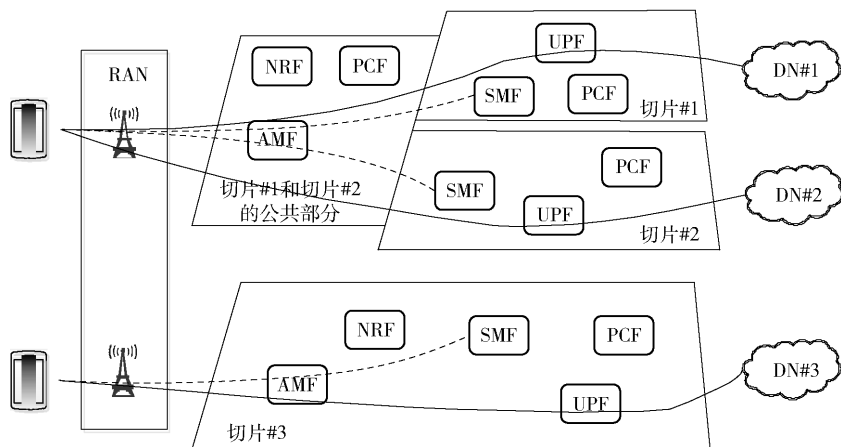 RAN
NRF
PCF
AMF
切片#1和切片#2
的公共部分
UPF
SMF
PCF
切片#1
DN#1
PCF
SMF
UPF
切片#2
DN#2
NRF
SMF
PCF
AMF
UPF
切片#3
DN#3